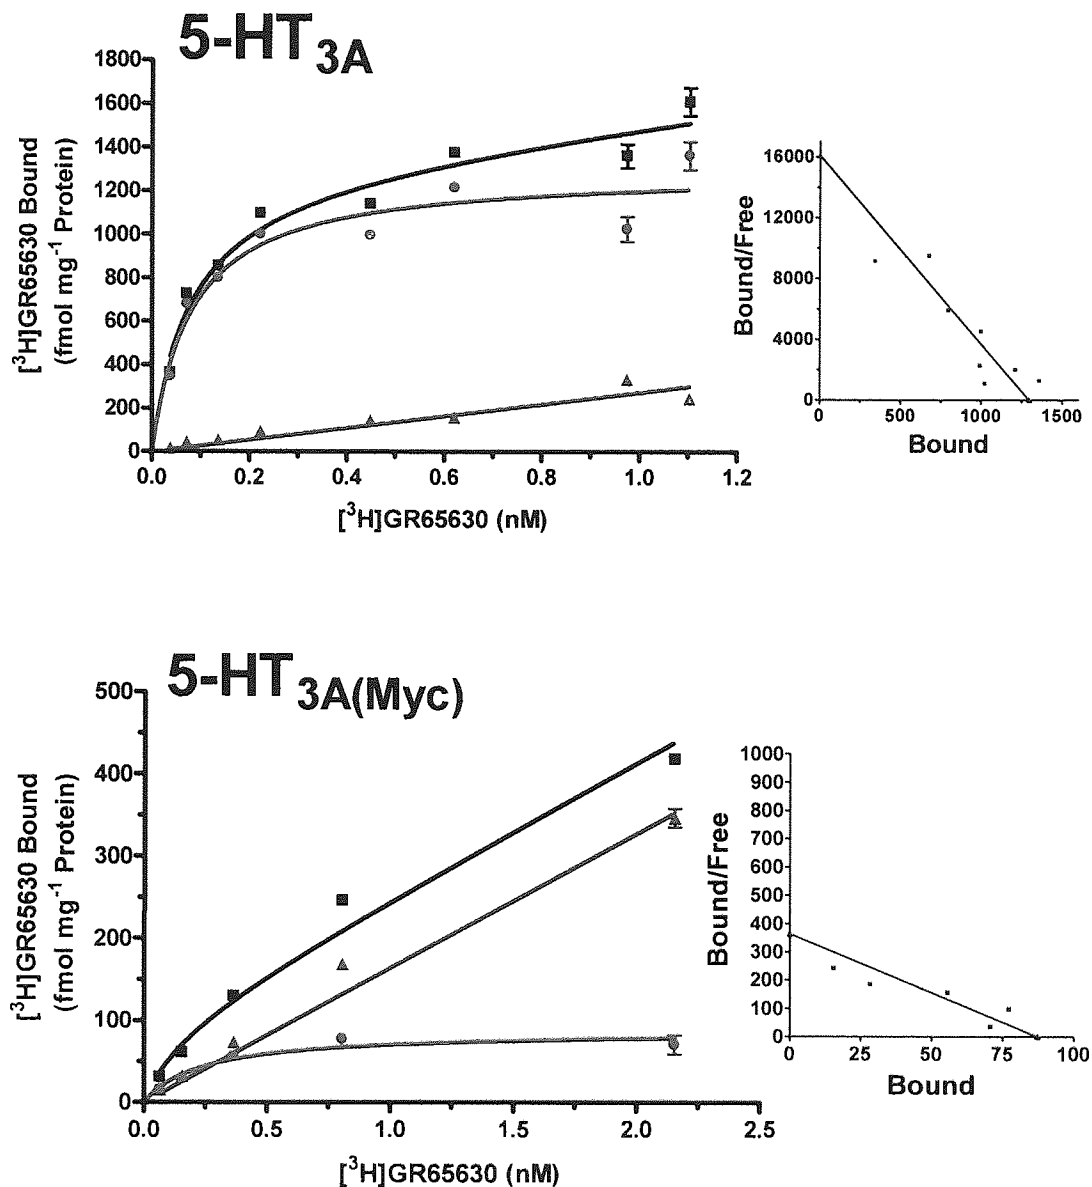 5-HT3A
[³H]GR65630 Bound
(fmol mg⁻¹ Protein)
1800
1600
1400
1200
1000
800
600
400
200
0
0.0 0.2 0.4 0.6 0.8 1.0 1.2
[³H]GR65630 (nM)
Bound/Free
16000
12000
8000
4000
0
0 500 1000 1500
Bound
5-HT3A(Myc)
[³H]GR65630 Bound
(fmol mg⁻¹ Protein)
500
400
300
200
100
0
0.0 0.5 1.0 1.5 2.0 2.5
[³H]GR65630 (nM)
Bound/Free
1000
900
800
700
600
500
400
300
200
100
0
0 25 50 75 100
Bound